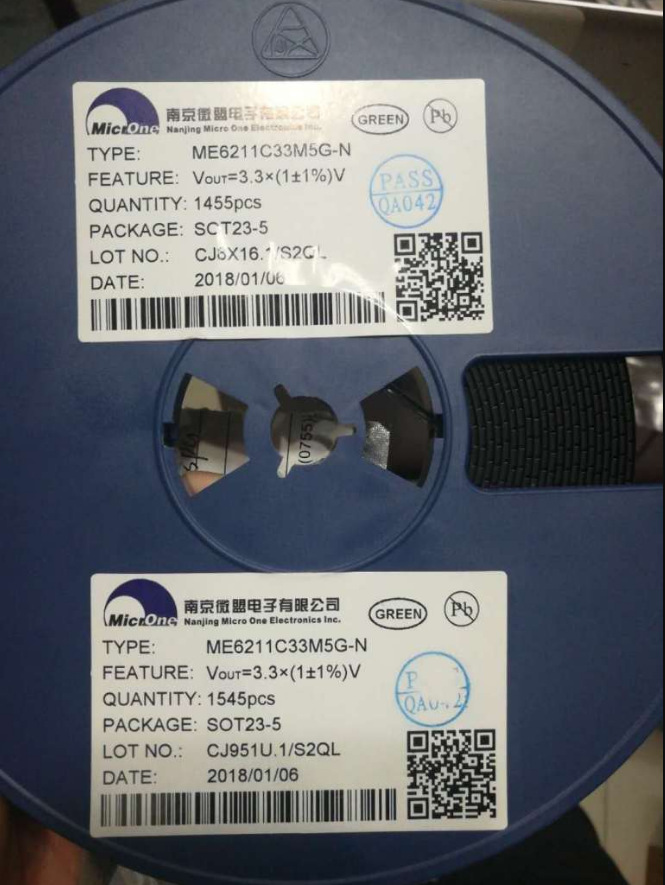 MicrOne 南京微盟电子有限公司
Nanjing Micro One Electronics Inc.
GREEN Pb
TYPE: ME6211C33M5G-N
FEATURE: VOUT=3.3×(1±1%)V
PASS
QA042
QUANTITY: 1455pcs
PACKAGE: SOT23-5
LOT NO.: /S2QL
DATE: 2018/01/06
(0755)
MicrOne 南京微盟电子有限公司
Nanjing Micro One Electronics Inc.
GREEN Pb
TYPE: ME6211C33M5G-N
FEATURE: VOUT=3.3×(1±1%)V
QUANTITY: 1545pcs
PACKAGE: SOT23-5
LOT NO.: CJ951U.1/S2QL
DATE: 2018/01/06